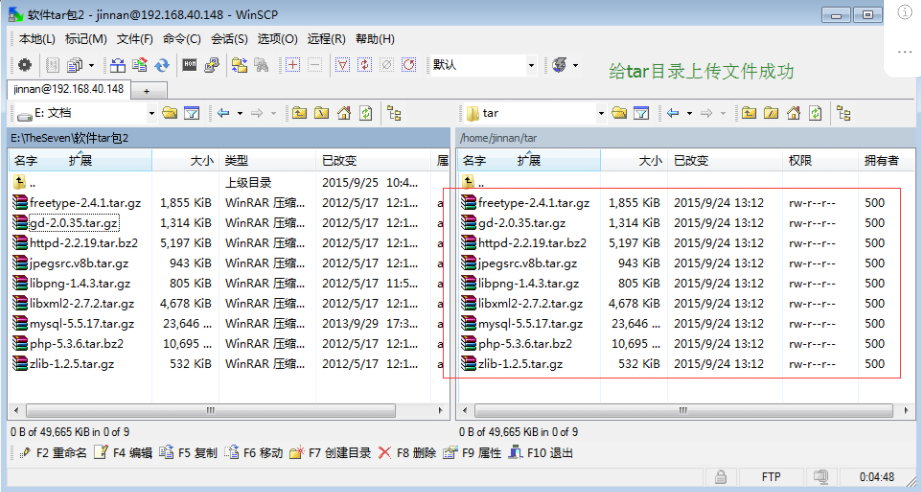 软件tar包2 - jinnan@192.168.40.148 - WinSCP
本地(L) 标记(M) 文件(F) 命令(C) 会话(S) 选项(O) 远程(R) 帮助(H)
默认
给tar目录上传文件成功
jinnan@192.168.40.148
E: 文档 tar
E:\TheSeven\软件tar包2 /home/jinnan/tar
名字 扩展 大小 类型 已改变 属 名字 扩展 大小 已改变 权限 拥有者
.. 上级目录 2015/9/25 10:4... ..
freetype-2.4.1.tar.gz 1,855 KiB WinRAR 压缩... 2012/5/17 12:1... a freetype-2.4.1.tar.gz 1,855 KiB 2015/9/24 13:12 rw-r--r-- 500
gd-2.0.35.tar.gz 1,314 KiB WinRAR 压缩... 2012/5/17 12:1... a gd-2.0.35.tar.gz 1,314 KiB 2015/9/24 13:12 rw-r--r-- 500
httpd-2.2.19.tar.bz2 5,197 KiB WinRAR 压缩... 2012/5/17 12:1... a httpd-2.2.19.tar.bz2 5,197 KiB 2015/9/24 13:12 rw-r--r-- 500
jpegsrc.v8b.tar.gz 943 KiB WinRAR 压缩... 2012/5/17 12:1... a jpegsrc.v8b.tar.gz 943 KiB 2015/9/24 13:12 rw-r--r-- 500
libpng-1.4.3.tar.gz 805 KiB WinRAR 压缩... 2012/5/17 11:5... a libpng-1.4.3.tar.gz 805 KiB 2015/9/24 13:12 rw-r--r-- 500
libxml2-2.7.2.tar.gz 4,678 KiB WinRAR 压缩... 2012/5/17 12:1... a libxml2-2.7.2.tar.gz 4,678 KiB 2015/9/24 13:12 rw-r--r-- 500
mysql-5.5.17.tar.gz 23,646 ... WinRAR 压缩... 2013/9/29 17:3... a mysql-5.5.17.tar.gz 23,646 ... 2015/9/24 13:12 rw-r--r-- 500
php-5.3.6.tar.bz2 10,695 ... WinRAR 压缩... 2012/5/17 12:1... a php-5.3.6.tar.bz2 10,695 ... 2015/9/24 13:12 rw-r--r-- 500
zlib-1.2.5.tar.gz 532 KiB WinRAR 压缩... 2012/5/17 12:1... a zlib-1.2.5.tar.gz 532 KiB 2015/9/24 13:12 rw-r--r-- 500
0 B of 49,665 KiB in 0 of 9 0 B of 49,665 KiB in 0 of 9
F2 重命名 F4 编辑 F5 复制 F6 移动 F7 创建目录 F8 删除 F9 属性 F10 退出
FTP 0:04:48